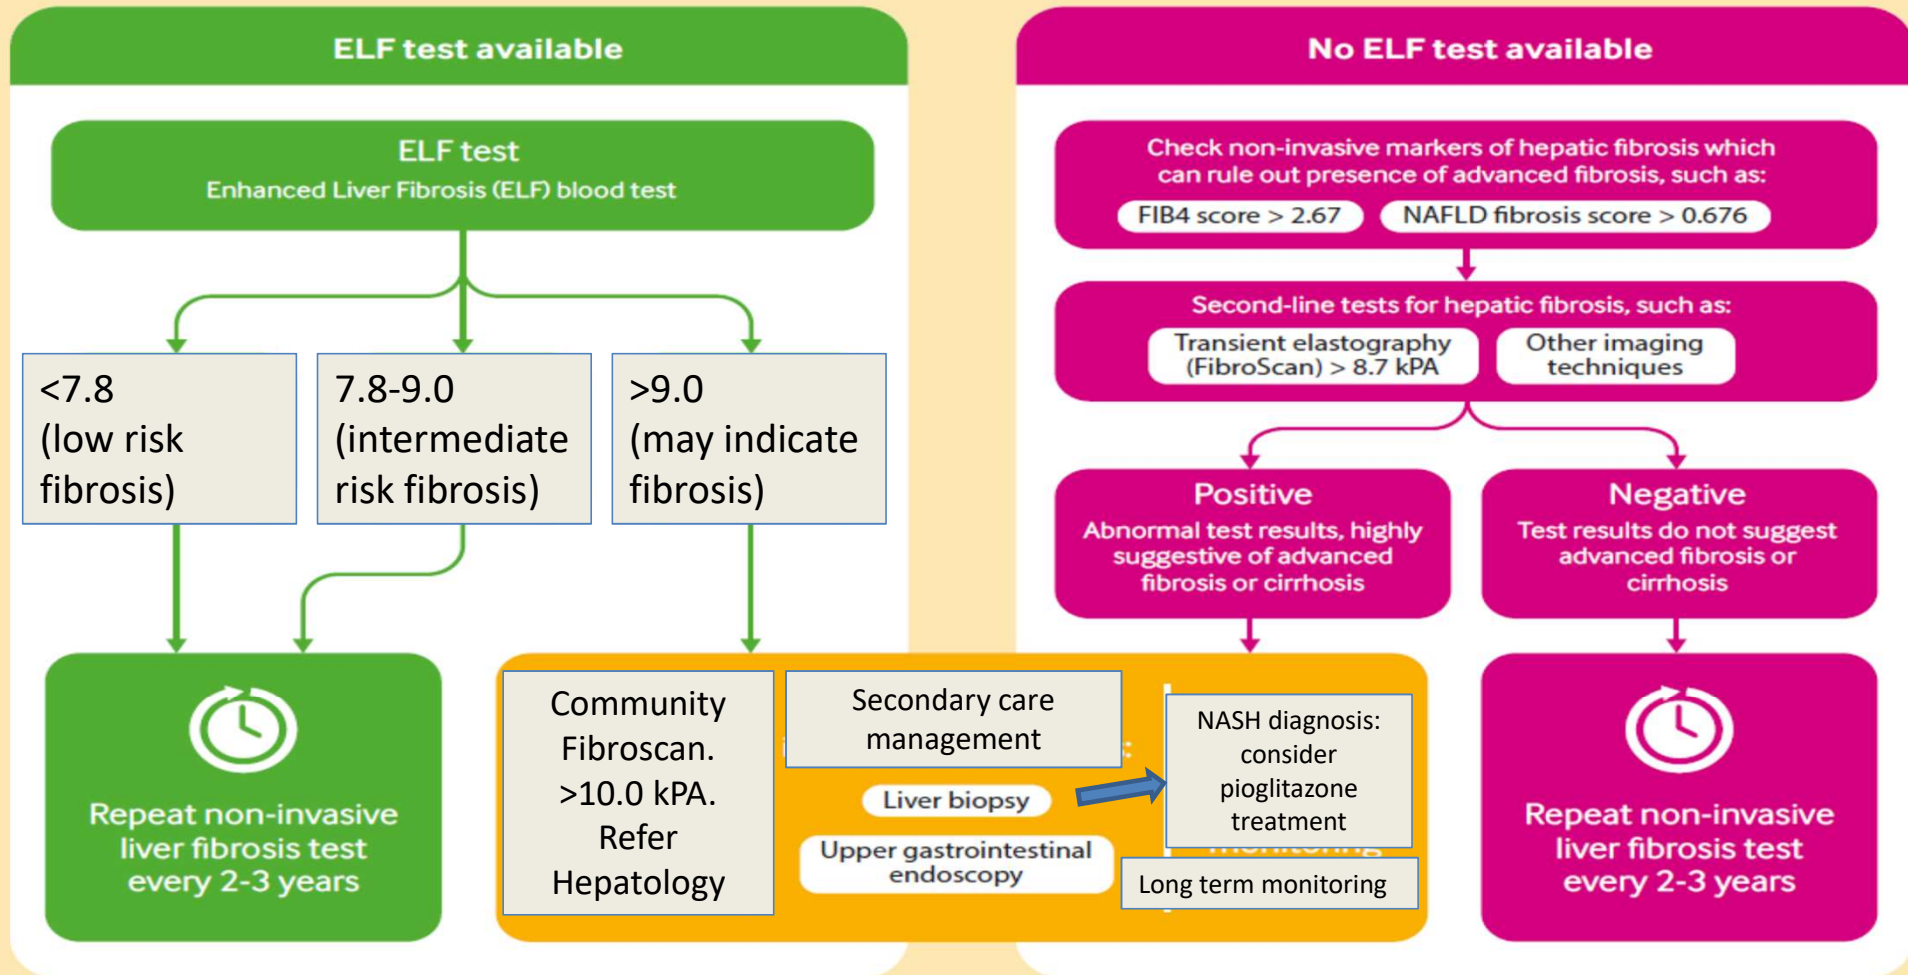 ELF test available
ELF test
Enhanced Liver Fibrosis (ELF) blood test
<7.8
(low risk
fibrosis)
7.8-9.0
(intermediate
risk fibrosis)
>9.0
(may indicate
fibrosis)
Repeat non-invasive
liver fibrosis test
every 2-3 years
Community
Fibroscan.
>10.0 kPA.
Refer
Hepatology
Secondary care
management
Liver biopsy
Upper gastrointestinal
endoscopy
NASH diagnosis:
consider
pioglitazone
treatment
Long term monitoring
No ELF test available
Check non-invasive markers of hepatic fibrosis which
can rule out presence of advanced fibrosis, such as:
FIB4 score > 2.67
NAFLD fibrosis score > 0.676
Second-line tests for hepatic fibrosis, such as:
Transient elastography
(FibroScan) > 8.7 kPA
Other imaging
techniques
Positive
Abnormal test results, highly
suggestive of advanced
fibrosis or cirrhosis
Negative
Test results do not suggest
advanced fibrosis or
cirrhosis
Repeat non-invasive
liver fibrosis test
every 2-3 years